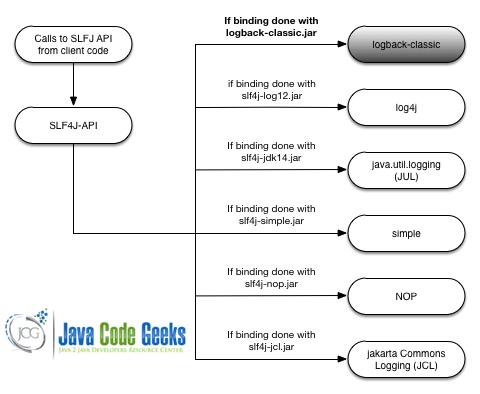 Calls to SLFJ API
from client code
SLF4J-API
If binding done with
logback-classic.jar
logback-classic
if binding done with
slf4j-log12.jar
log4j
If binding done with
slf4j-jdk14.jar
java.util.logging
(JUL)
If binding done with
slf4j-simple.jar
simple
If binding done with
slf4j-nop.jar
NOP
If binding done with
slf4j-jcl.jar
jakarta Commons
Logging (JCL)
JCG
Java Code Geeks
JAVA 2 JAVA DEVELOPERS RESOURCE CENTER